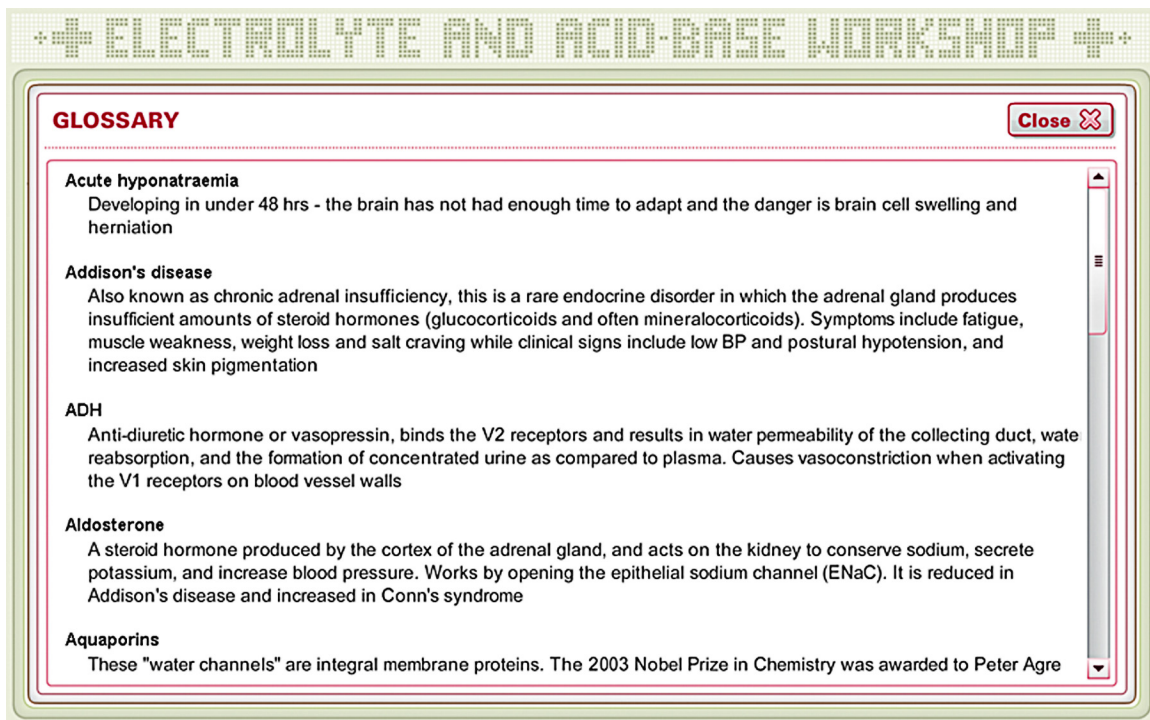 ELECTROLYTE AND ACID-BASE WORKSHOP
GLOSSARY
Close
Acute hyponatraemia
Developing in under 48 hrs - the brain has not had enough time to adapt and the danger is brain cell swelling and
herniation
Addison's disease
Also known as chronic adrenal insufficiency, this is a rare endocrine disorder in which the adrenal gland produces
insufficient amounts of steroid hormones (glucocorticoids and often mineralocorticoids). Symptoms include fatigue,
muscle weakness, weight loss and salt craving while clinical signs include low BP and postural hypotension, and
increased skin pigmentation
ADH
Anti-diuretic hormone or vasopressin, binds the V2 receptors and results in water permeability of the collecting duct, wate
reabsorption, and the formation of concentrated urine as compared to plasma. Causes vasoconstriction when activating
the V1 receptors on blood vessel walls
Aldosterone
A steroid hormone produced by the cortex of the adrenal gland, and acts on the kidney to conserve sodium, secrete
potassium, and increase blood pressure. Works by opening the epithelial sodium channel (ENaC). It is reduced in
Addison's disease and increased in Conn's syndrome
Aquaporins
These "water channels" are integral membrane proteins. The 2003 Nobel Prize in Chemistry was awarded to Peter Agre